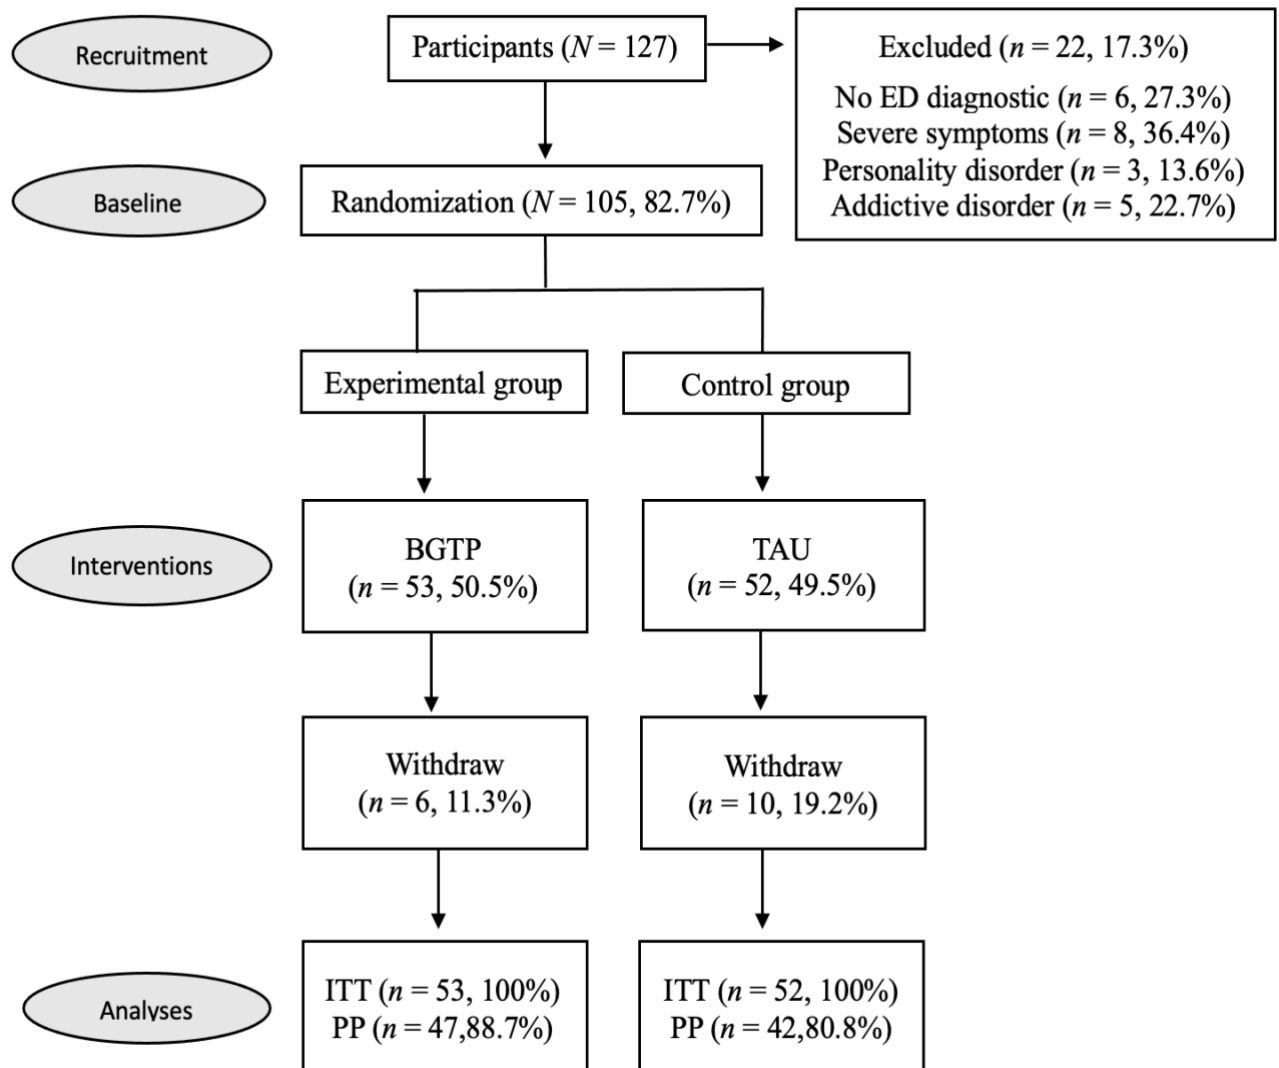 Recruitment
Participants (N = 127)
Excluded (n = 22, 17.3%)
No ED diagnostic (n = 6, 27.3%)
Severe symptoms (n = 8, 36.4%)
Personality disorder (n = 3, 13.6%)
Addictive disorder (n = 5, 22.7%)
Baseline
Randomization (N = 105, 82.7%)
Experimental group
Control group
Interventions
BGTP
(n = 53, 50.5%)
TAU
(n = 52, 49.5%)
Withdraw
(n = 6, 11.3%)
Withdraw
(n = 10, 19.2%)
Analyses
ITT (n = 53, 100%)
PP (n = 47,88.7%)
ITT (n = 52, 100%)
PP (n = 42,80.8%)